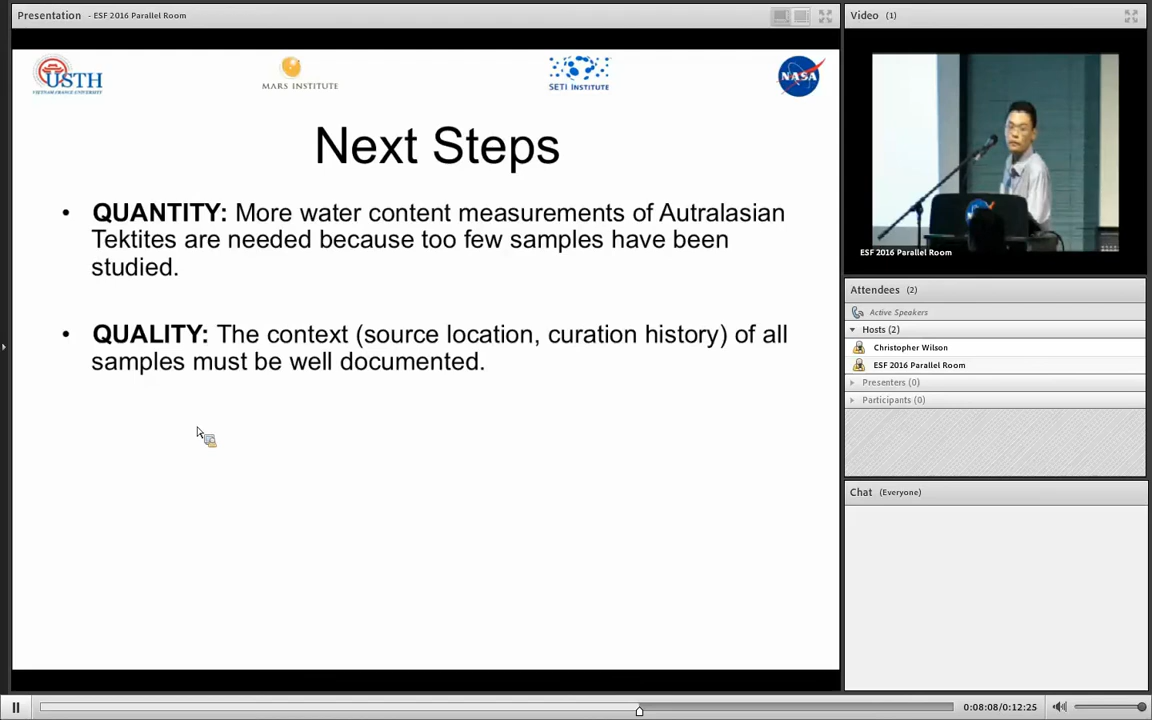 Presentation - ESF 2016 Parallel Room
Video (1)
USTH
VIETNAM FRANCE UNIVERSITY
MARS INSTITUTE
SETI INSTITUTE
NASA
Next Steps
• QUANTITY: More water content measurements of Autralasian
Tektites are needed because too few samples have been
studied.
• QUALITY: The context (source location, curation history) of all
samples must be well documented.
ESF 2016 Parallel Room
Attendees (2)
Active Speakers
Hosts (2)
Christopher Wilson
ESF 2016 Parallel Room
Presenters (0)
Participants (0)
Chat (Everyone)
0:08:08/0:12:25